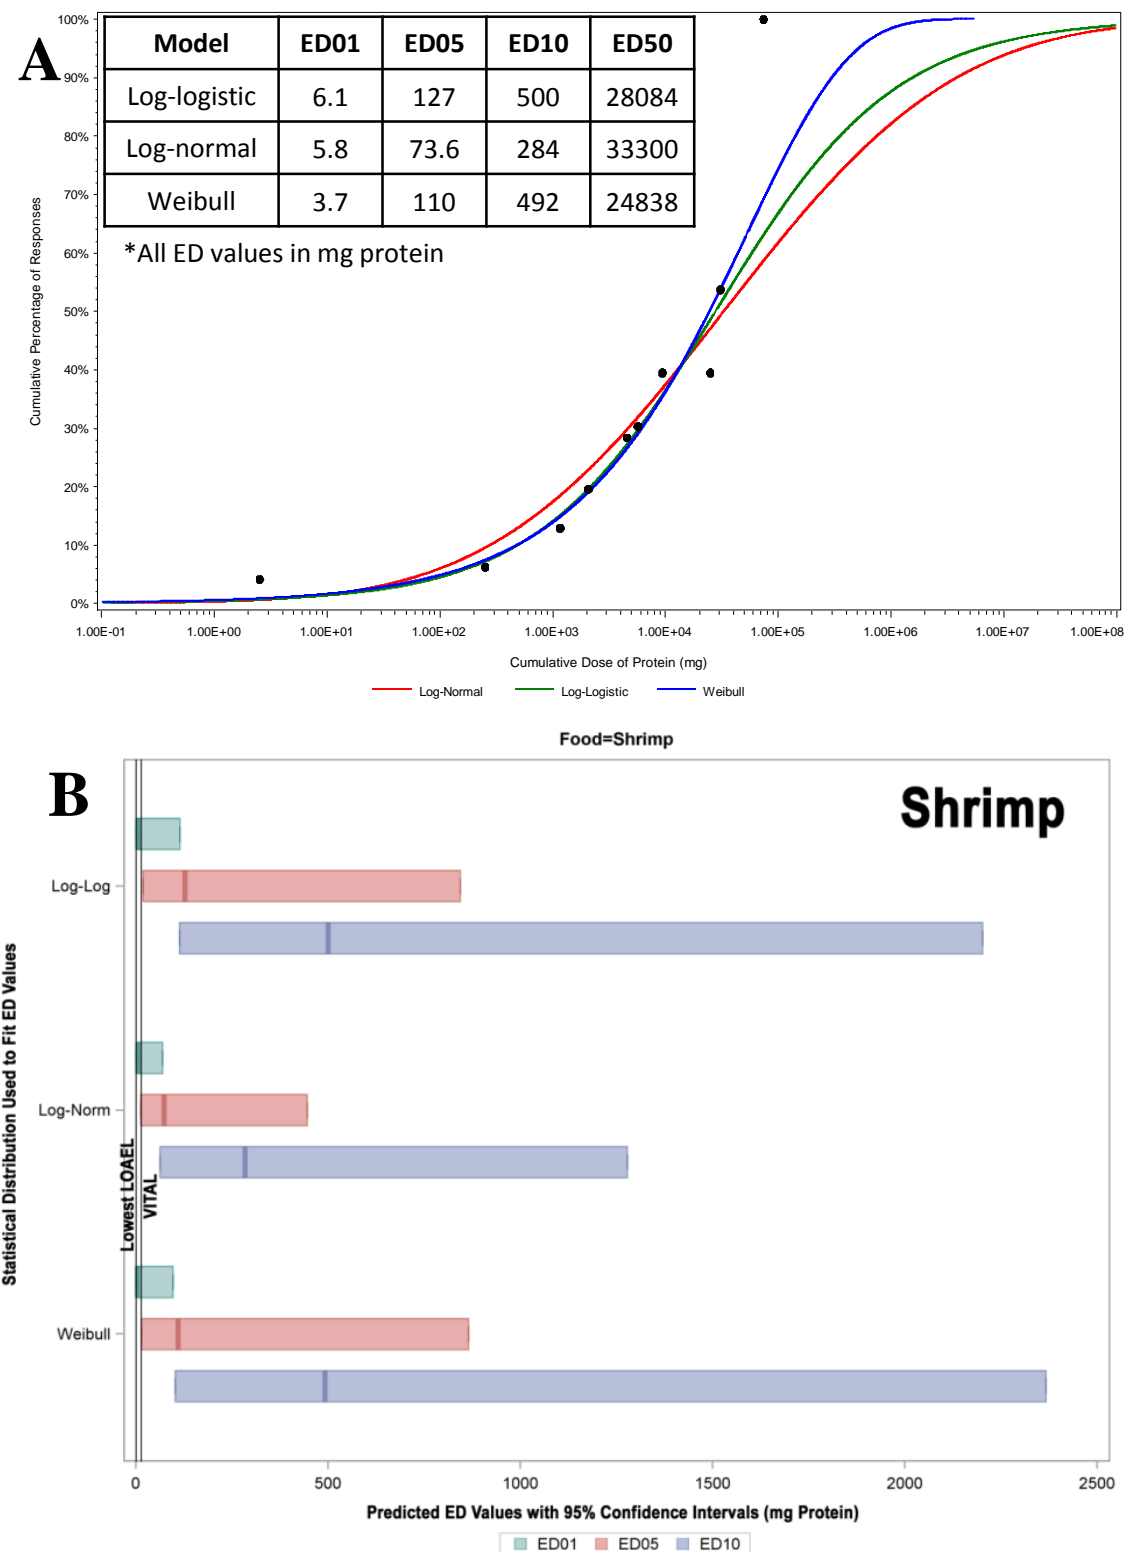 A
Model ED01 ED05 ED10 ED50
Log-logistic 6.1 127 500 28084
Log-normal 5.8 73.6 284 33300
Weibull 3.7 110 492 24838
*All ED values in mg protein
Cumulative Percentage of Responses
100%
90%
80%
70%
60%
50%
40%
30%
20%
10%
0%
1.00E-01 1.00E+00 1.00E+01 1.00E+02 1.00E+03 1.00E+04 1.00E+05 1.00E+06 1.00E+07 1.00E+08
Cumulative Dose of Protein (mg)
Log-Normal Log-Logistic Weibull
Food=Shrimp
B
Shrimp
Statistical Distribution Used to Fit ED Values
Log-Log
Log-Norm
Weibull
Lowest LOAEL
VITAL
0 500 1000 1500 2000 2500
Predicted ED Values with 95% Confidence Intervals (mg Protein)
ED01 ED05 ED10